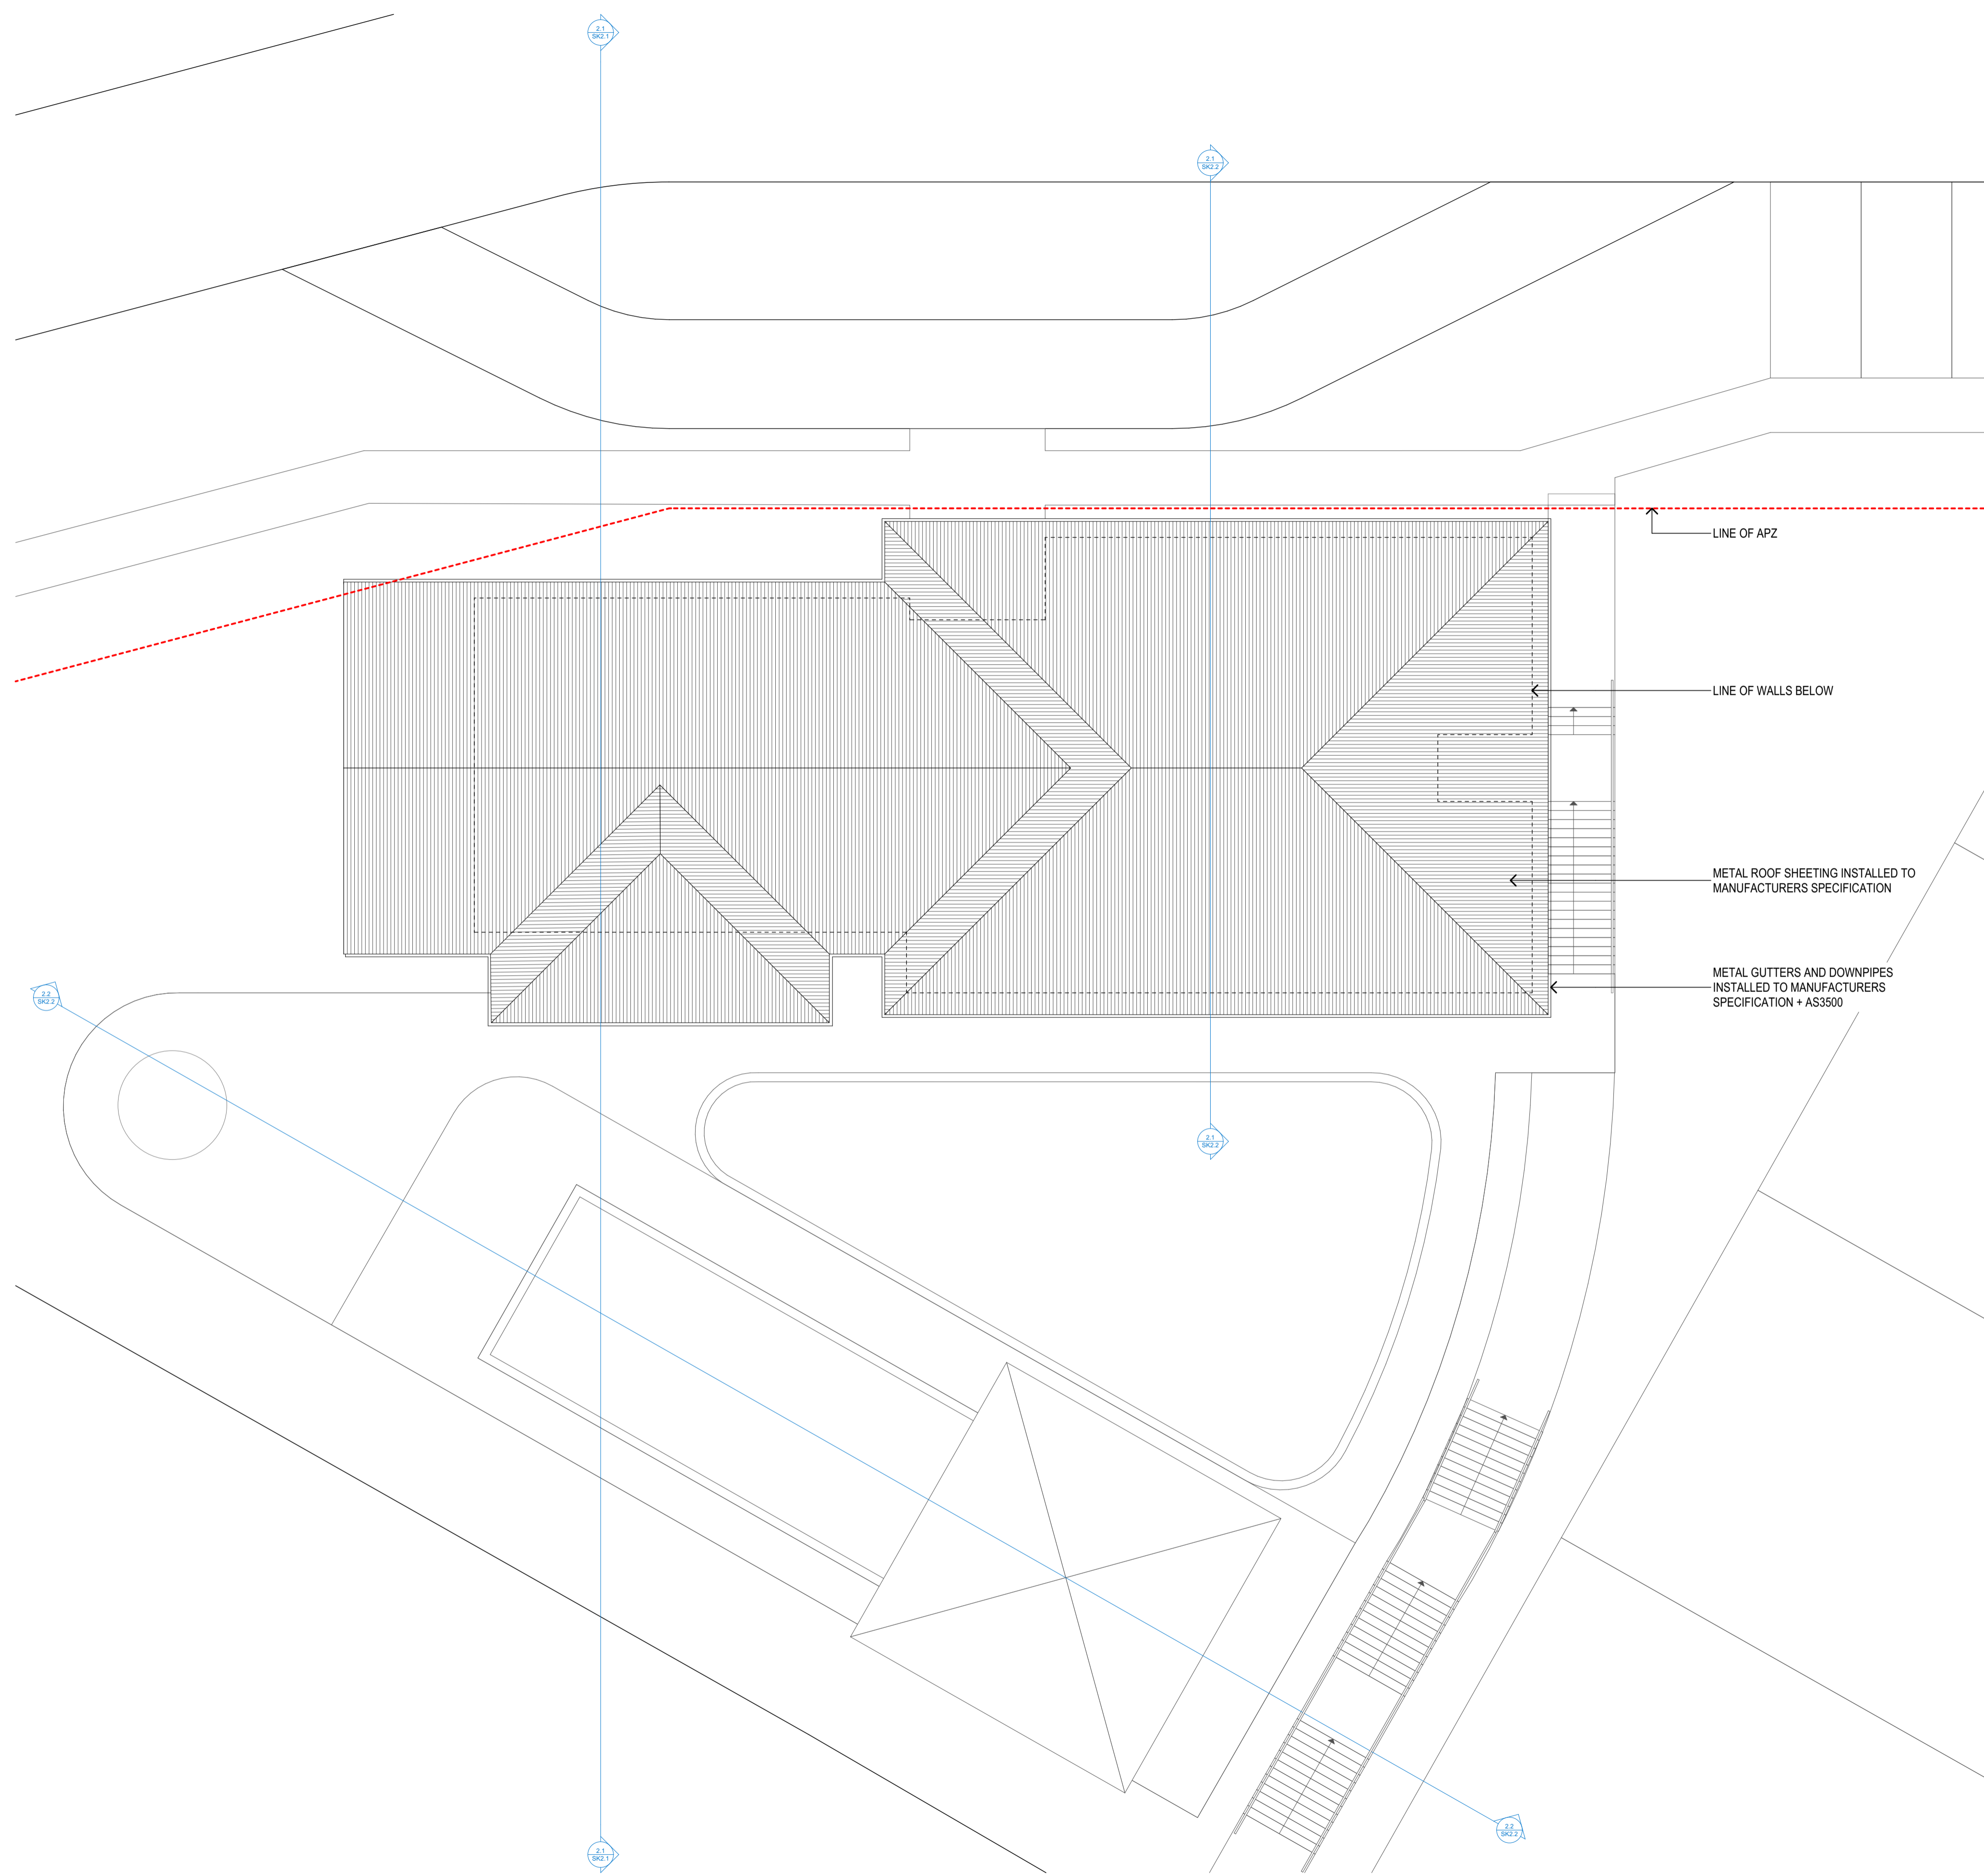 2.1
SK2.1
2.1
SK2.2
LINE OF APZ
LINE OF WALLS BELOW
METAL ROOF SHEETING INSTALLED TO
MANUFACTURERS SPECIFICATION
METAL GUTTERS AND DOWNPIPES
INSTALLED TO MANUFACTURERS
SPECIFICATION + AS3500
2.2
SK2.2
2.1
SK2.2
2.2
SK2.2
2.1
SK2.1